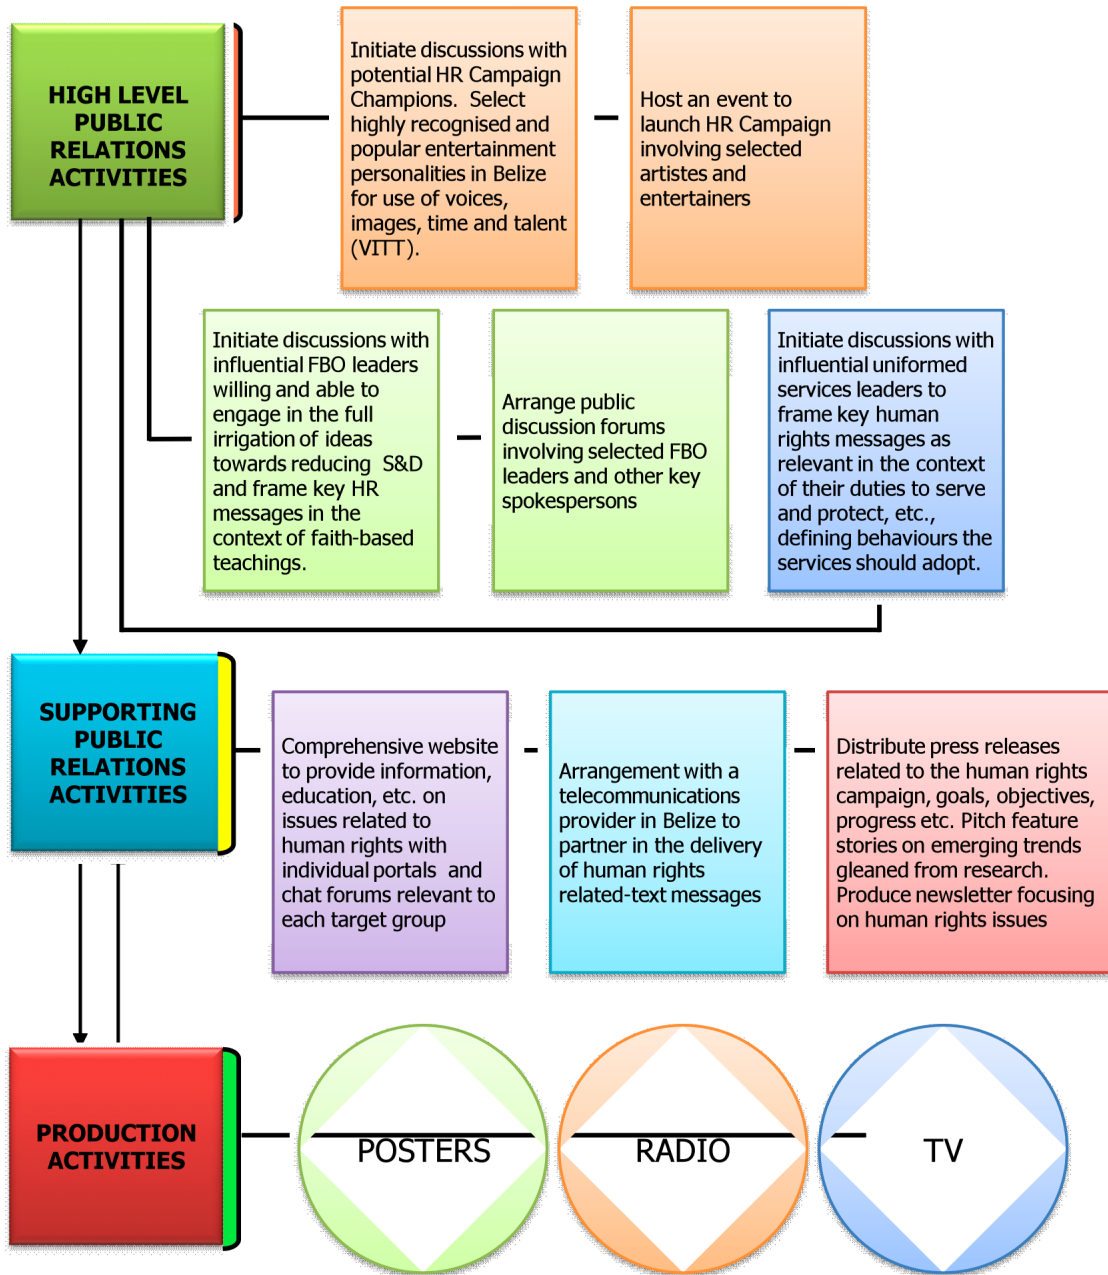 HIGH LEVEL
PUBLIC
RELATIONS
ACTIVITIES
Initiate discussions with
potential HR Campaign
Champions.  Select
highly recognised and
popular entertainment
personalities in Belize
for use of voices,
images, time and talent
(VITT).
Host an event to
launch HR Campaign
involving selected
artistes and
entertainers
Initiate discussions with
influential FBO leaders
willing and able to
engage in the full
irrigation of ideas
towards reducing  S&D
and frame key HR
messages in the
context of faith-based
teachings.
Arrange public
discussion forums
involving selected FBO
leaders and other key
spokespersons
Initiate discussions with
influential uniformed
services leaders to
frame key human
rights messages as
relevant in the context
of their duties to serve
and protect, etc.,
defining behaviours the
services should adopt.
SUPPORTING
PUBLIC
RELATIONS
ACTIVITIES
Comprehensive website
to provide information,
education, etc. on
issues related to
human rights with
individual portals  and
chat forums relevant to
each target group
Arrangement with a
telecommunications
provider in Belize to
partner in the delivery
of human rights
related-text messages
Distribute press releases
related to the human rights
campaign, goals, objectives,
progress etc. Pitch feature
stories on emerging trends
gleaned from research.
Produce newsletter focusing
on human rights issues
PRODUCTION
ACTIVITIES
POSTERS
RADIO
TV